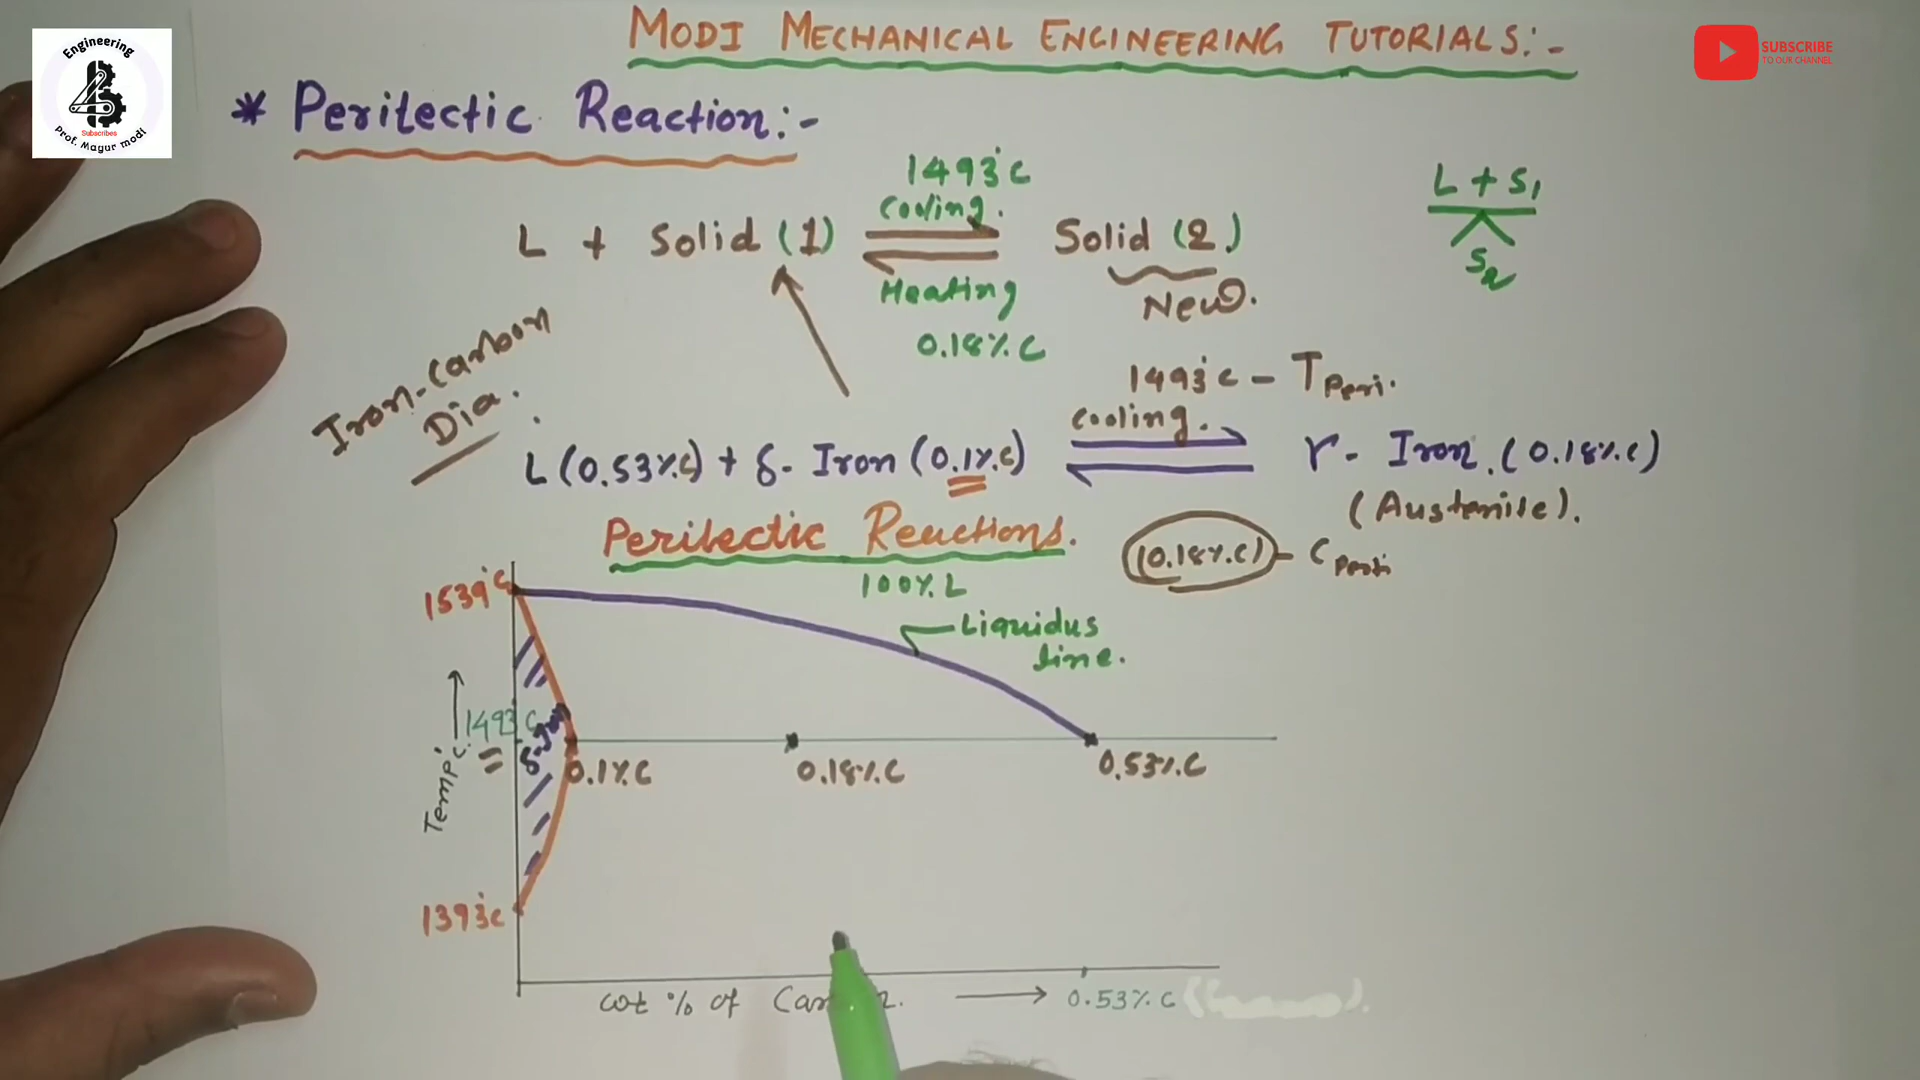 MODI MECHANICAL ENGINEERING TUTORIALS:-
Engineering
Subscribes
Prof. Mayur modi
SUBSCRIBE
TO OUR CHANNEL
* Peritectic Reaction:-
1493°C
Cooling.
L + Solid (1) ⇌ Solid (2)
Heating
New.
0.18%C
L + S1
S2
Iron-Carbon
Dia.
1493°C - TPeri.
Cooling.
L (0.53%C) + δ- Iron (0.1%C) ⇌ γ- Iron. (0.18%C)
(Austenite).
Peritectic Reactions.
(0.18%C) - CPeri
1539°C
100% L
Liquidus
line.
1493°C
δ-Iron
Temp°C.
0.1%C
0.18%C
0.53%C
1393°C
wt % of Car
0.53% C